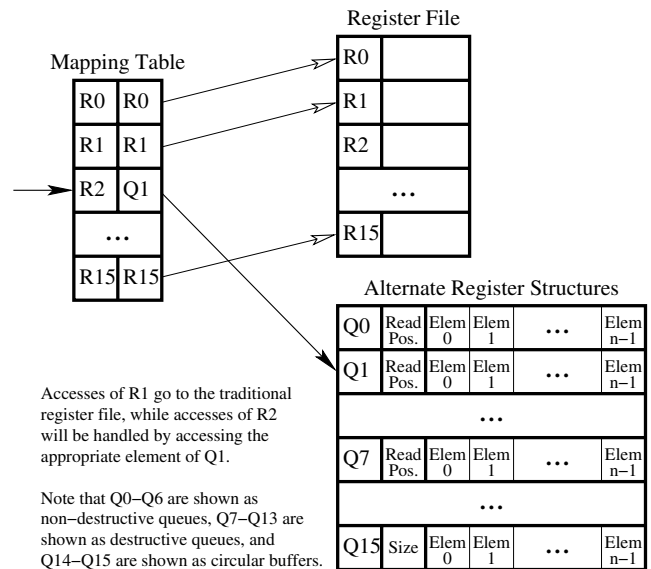 Register File
Mapping Table
R0 R0
R1 R1
R2 Q1
...
R15 R15
R0
R1
R2
...
R15
Alternate Register Structures
Q0 Read Pos. Elem 0 Elem 1 ... Elem n−1
Q1 Read Pos. Elem 0 Elem 1 ... Elem n−1
...
Q7 Read Pos. Elem 0 Elem 1 ... Elem n−1
...
Q15 Size Elem 0 Elem 1 ... Elem n−1
Accesses of R1 go to the traditional
register file, while accesses of R2
will be handled by accessing the
appropriate element of Q1.
Note that Q0−Q6 are shown as
non−destructive queues, Q7−Q13 are
shown as destructive queues, and
Q14−Q15 are shown as circular buffers.